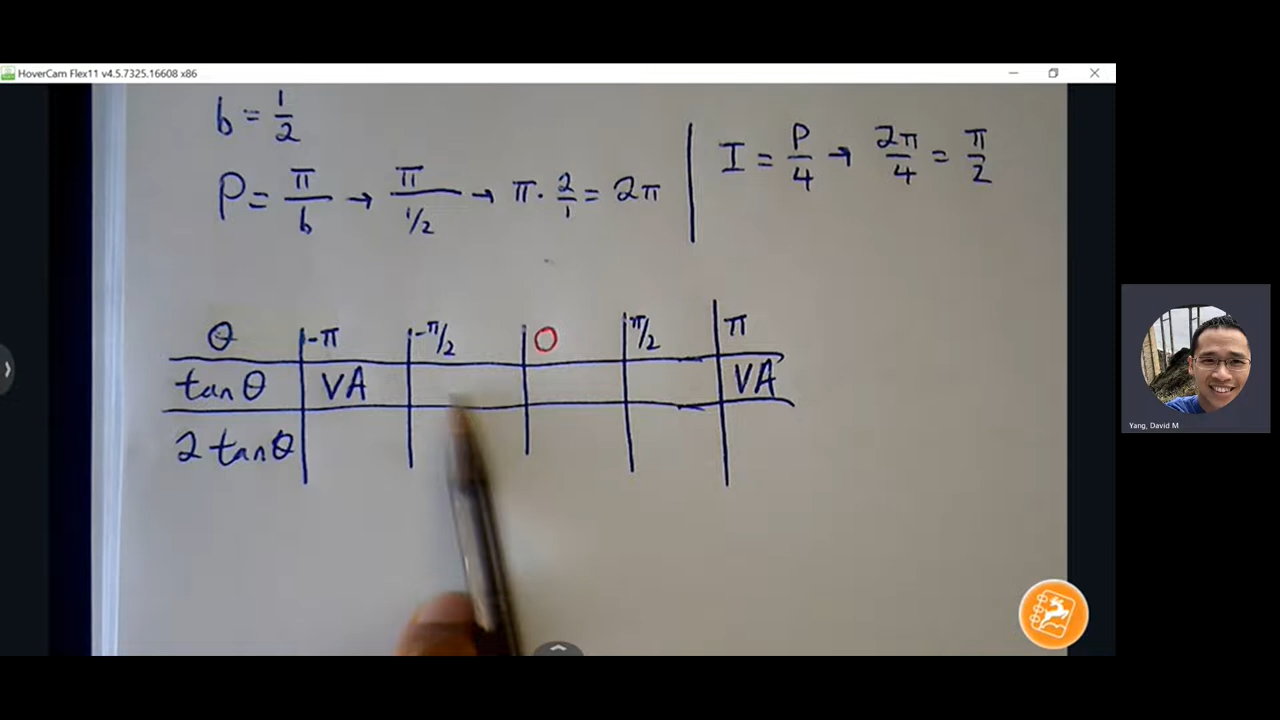 HoverCam Flex11 v4.5.7325.16608 x86
b = 1/2
P = π/b → π/(1/2) → π · 2/1 = 2π
I = P/4 → 2π/4 = π/2
θ -π -π/2 0 π/2 π
tan θ VA VA
2 tan θ
Yang, David M